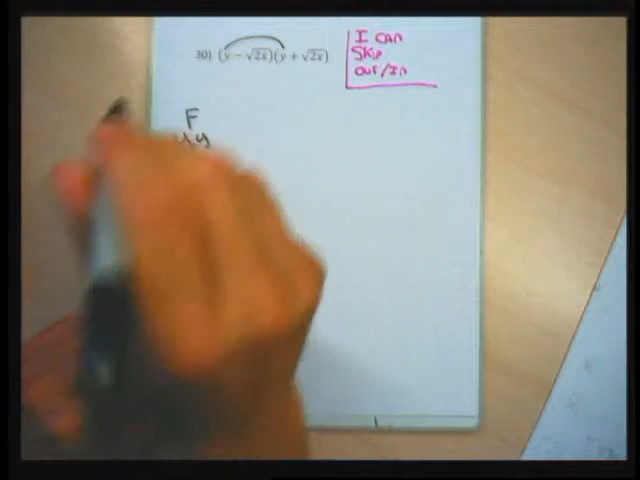 30) (y − √2x)(y + √2x)
I can
Skip
out/In
F
y y